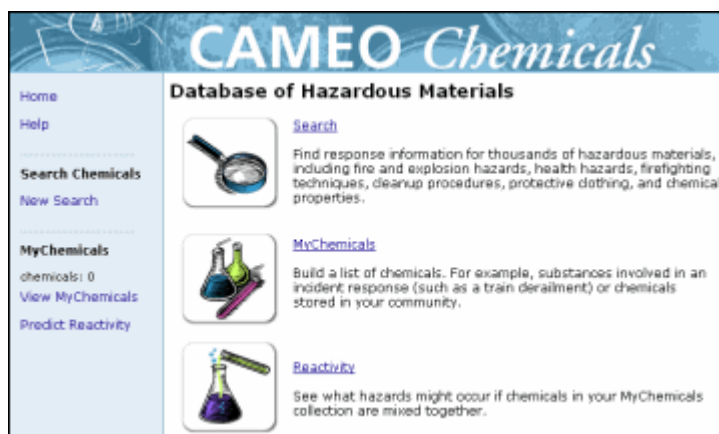 CAMEO Chemicals
Home
Help
Search Chemicals
New Search
MyChemicals
chemicals: 0
View MyChemicals
Predict Reactivity
Database of Hazardous Materials
Search
Find response information for thousands of hazardous materials,
including fire and explosion hazards, health hazards, firefighting
techniques, cleanup procedures, protective clothing, and chemical
properties.
MyChemicals
Build a list of chemicals. For example, substances involved in an
incident response (such as a train derailment) or chemicals
stored in your community.
Reactivity
See what hazards might occur if chemicals in your MyChemicals
collection are mixed together.